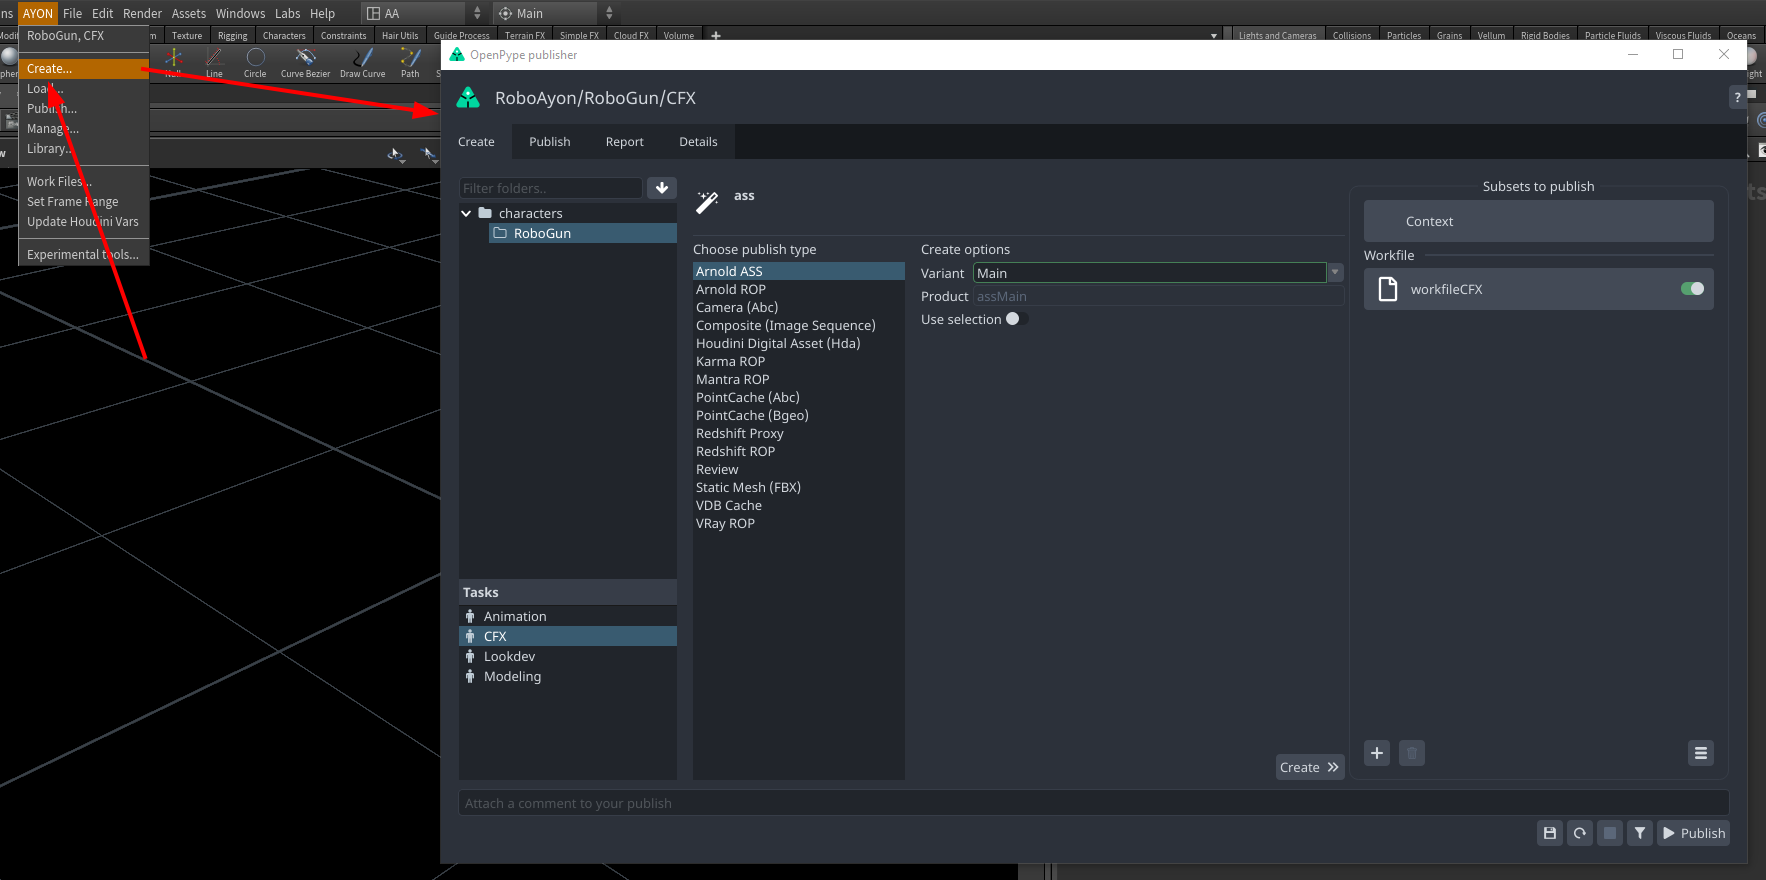 ns AYON File Edit Render Assets Windows Labs Help AA Main
RoboGun, CFX
Create...
Load...
Publish...
Manage...
Library...
Work Files...
Set Frame Range
Update Houdini Vars
Experimental tools...
Texture Rigging Characters Constraints Hair Utils Guide Process Terrain FX Simple FX Cloud FX Volume
Lights and Cameras Collisions Particles Grains Vellum Rigid Bodies Particle Fluids Viscous Fluids Oceans
Null Line Circle Curve Bezier Draw Curve Path
OpenPype publisher
RoboAyon/RoboGun/CFX
?
Create Publish Report Details
Filter folders..
characters
RoboGun
Tasks
Animation
CFX
Lookdev
Modeling
ass
Choose publish type
Arnold ASS
Arnold ROP
Camera (Abc)
Composite (Image Sequence)
Houdini Digital Asset (Hda)
Karma ROP
Mantra ROP
PointCache (Abc)
PointCache (Bgeo)
Redshift Proxy
Redshift ROP
Review
Static Mesh (FBX)
VDB Cache
VRay ROP
Create options
Variant Main
Product assMain
Use selection
Create
Subsets to publish
Context
Workfile
workfileCFX
Attach a comment to your publish
Publish